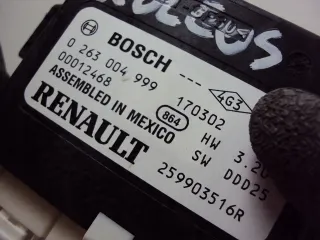 KOLEOS
BOSCH --- 4G3
0 263 004 999 170302
00012468 864 HW 3.20
ASSEMBLED IN MEXICO SW DDD25
RENAULT 259903516R